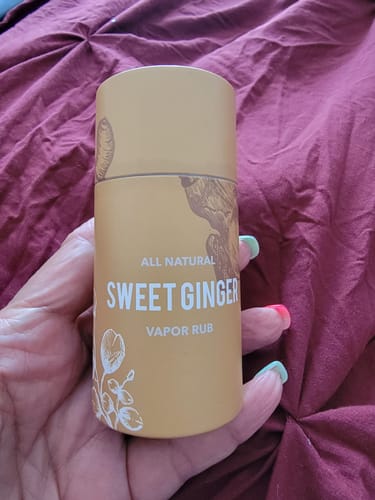 ALL NATURAL
SWEET GINGER
VAPOR RUB